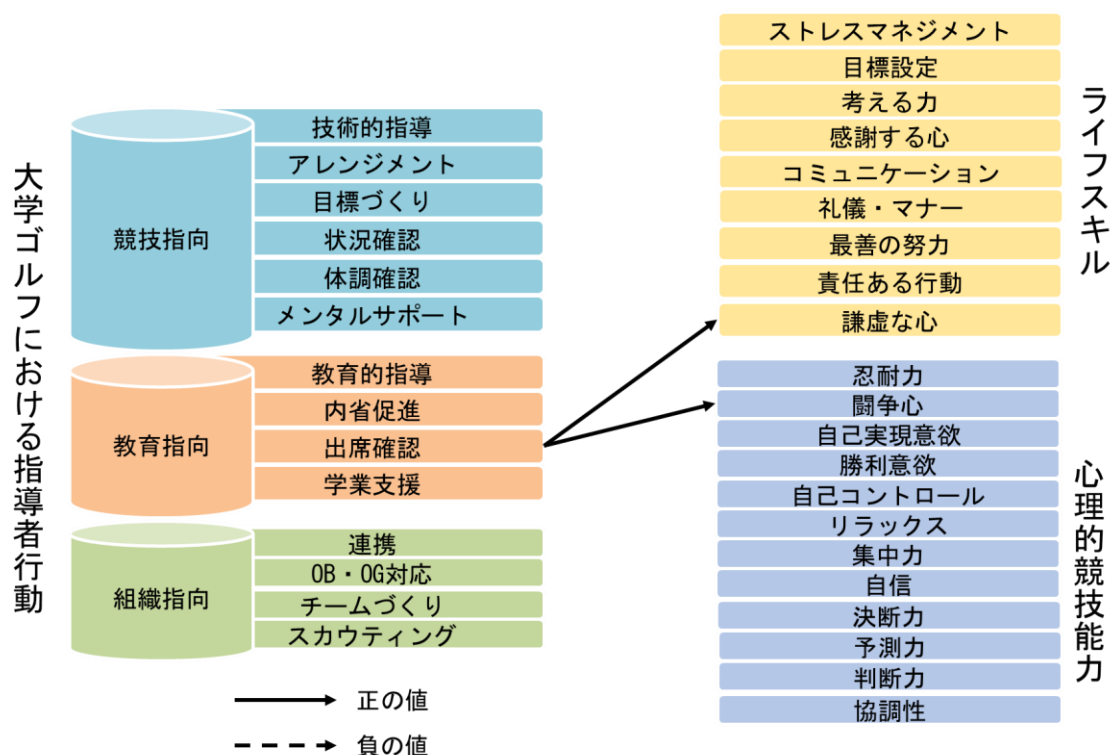 大学ゴルフにおける指導者行動
競技指向
技術的指導
アレンジメント
目標づくり
状況確認
体調確認
メンタルサポート
教育指向
教育的指導
内省促進
出席確認
学業支援
組織指向
連携
OB・OG対応
チームづくり
スカウティング
正の値
負の値
ストレスマネジメント
目標設定
考える力
感謝する心
コミュニケーション
礼儀・マナー
最善の努力
責任ある行動
謙虚な心
ライフスキル
忍耐力
闘争心
自己実現意欲
勝利意欲
自己コントロール
リラックス
集中力
自信
決断力
予測力
判断力
協調性
心理的競技能力